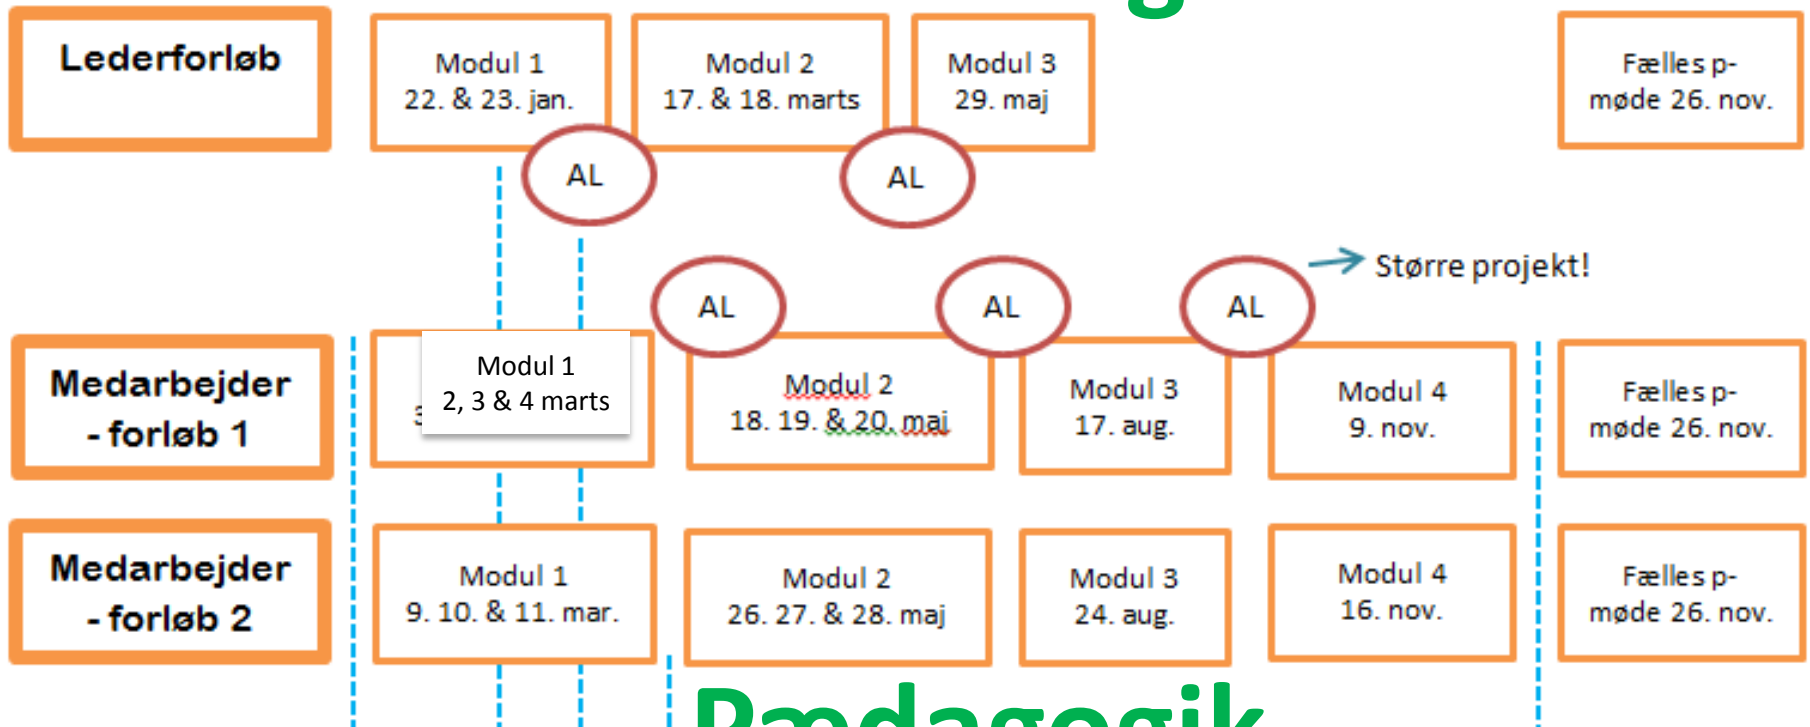 Lederforløb
Modul 1
22. & 23. jan.
Modul 2
17. & 18. marts
Modul 3
29. maj
Fælles p-
møde 26. nov.
AL
AL
Større projekt!
AL
AL
AL
Medarbejder
- forløb 1
Modul 1
2, 3 & 4 marts
Modul 2
18. 19. & 20. maj
Modul 3
17. aug.
Modul 4
9. nov.
Fælles p-
møde 26. nov.
Medarbejder
- forløb 2
Modul 1
9. 10. & 11. mar.
Modul 2
26. 27. & 28. maj
Modul 3
24. aug.
Modul 4
16. nov.
Fælles p-
møde 26. nov.
Pædagogik